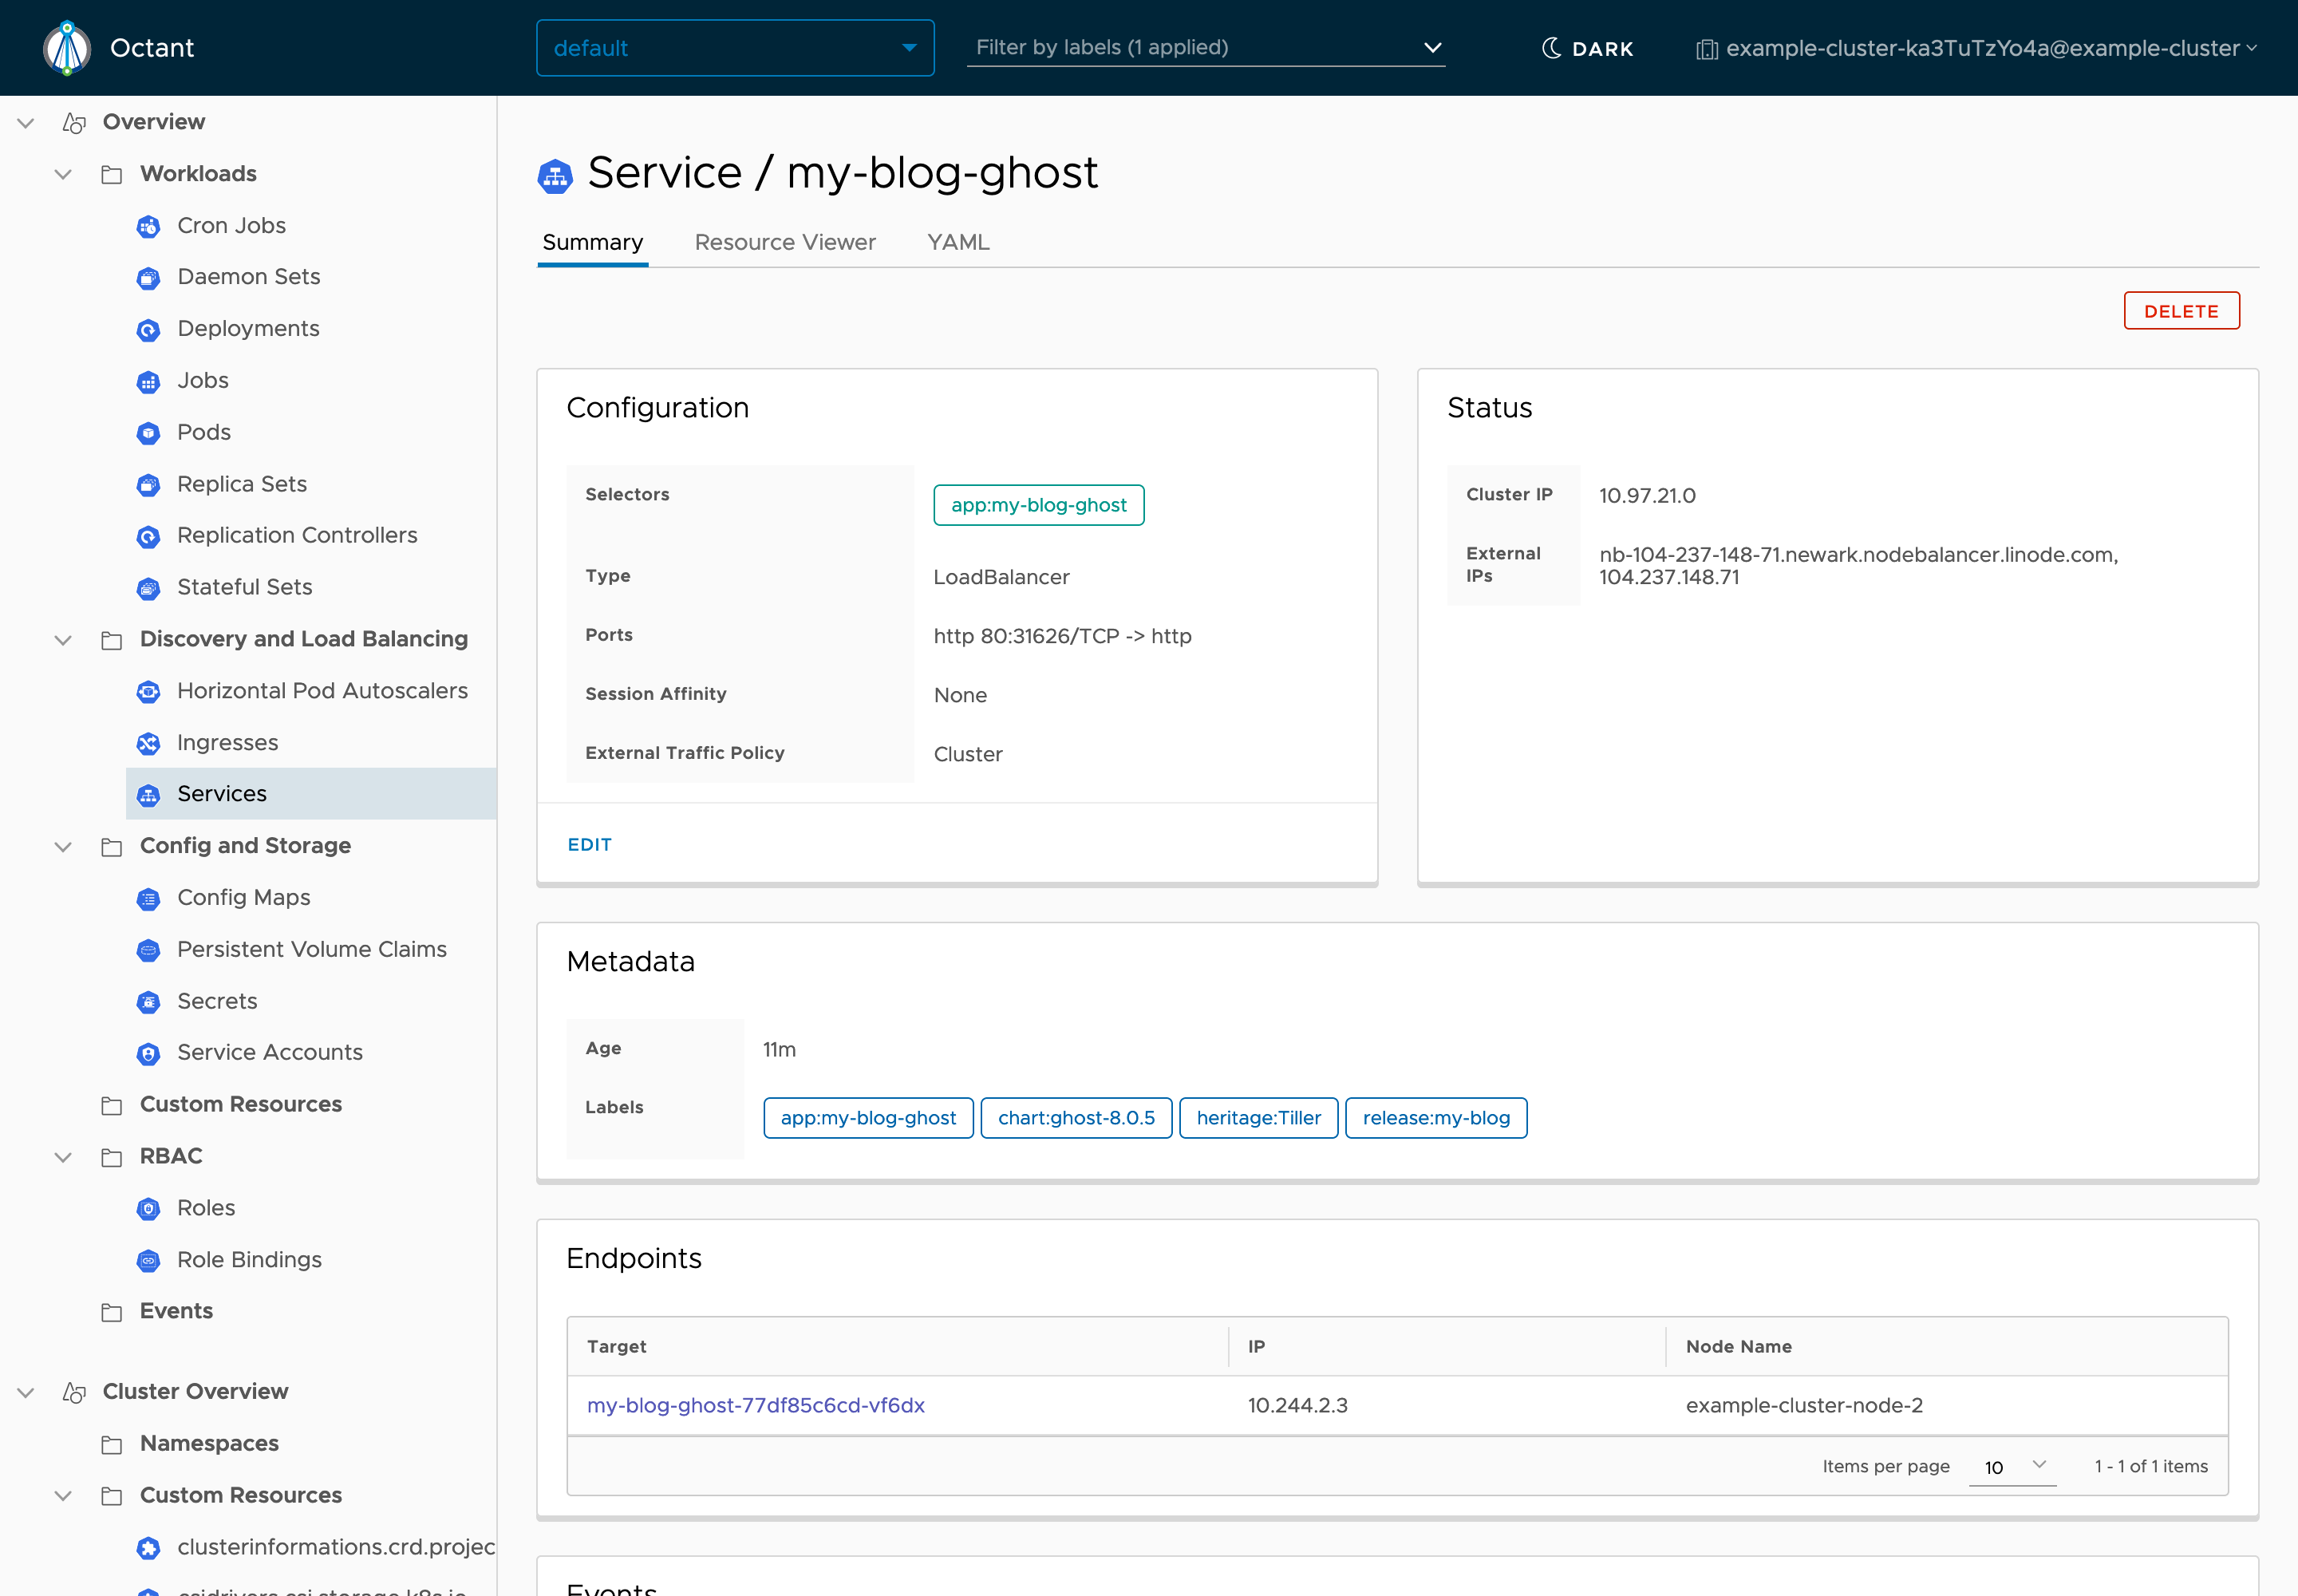 Octant
default
Filter by labels (1 applied)
DARK
example-cluster-ka3TuTzYo4a@example-cluster
Overview
Workloads
Cron Jobs
Daemon Sets
Deployments
Jobs
Pods
Replica Sets
Replication Controllers
Stateful Sets
Discovery and Load Balancing
Horizontal Pod Autoscalers
Ingresses
Services
Config and Storage
Config Maps
Persistent Volume Claims
Secrets
Service Accounts
Custom Resources
RBAC
Roles
Role Bindings
Events
Cluster Overview
Namespaces
Custom Resources
clusterinformations.crd.projec
Service / my-blog-ghost
Summary Resource Viewer YAML
DELETE
Configuration
Selectors app:my-blog-ghost
Type LoadBalancer
Ports http 80:31626/TCP -> http
Session Affinity None
External Traffic Policy Cluster
EDIT
Status
Cluster IP 10.97.21.0
External IPs nb-104-237-148-71.newark.nodebalancer.linode.com,
104.237.148.71
Metadata
Age 11m
Labels app:my-blog-ghost chart:ghost-8.0.5 heritage:Tiller release:my-blog
Endpoints
Target IP Node Name
my-blog-ghost-77df85c6cd-vf6dx 10.244.2.3 example-cluster-node-2
Items per page 10 1 - 1 of 1 items
Events